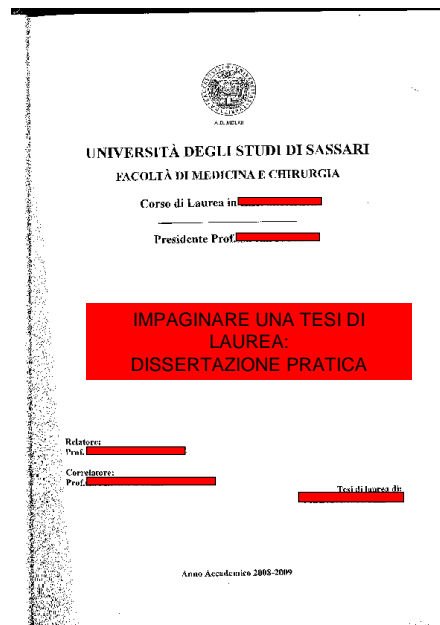 A.D. MDLXII
UNIVERSITÀ DEGLI STUDI DI SASSARI
FACOLTÀ DI MEDICINA E CHIRURGIA
Corso di Laurea in
Presidente Prof.
IMPAGINARE UNA TESI DI
LAUREA:
DISSERTAZIONE PRATICA
Relatore:
Prof.
Correlatore:
Prof.
Tesi di laurea di:
Anno Accademico 2008-2009